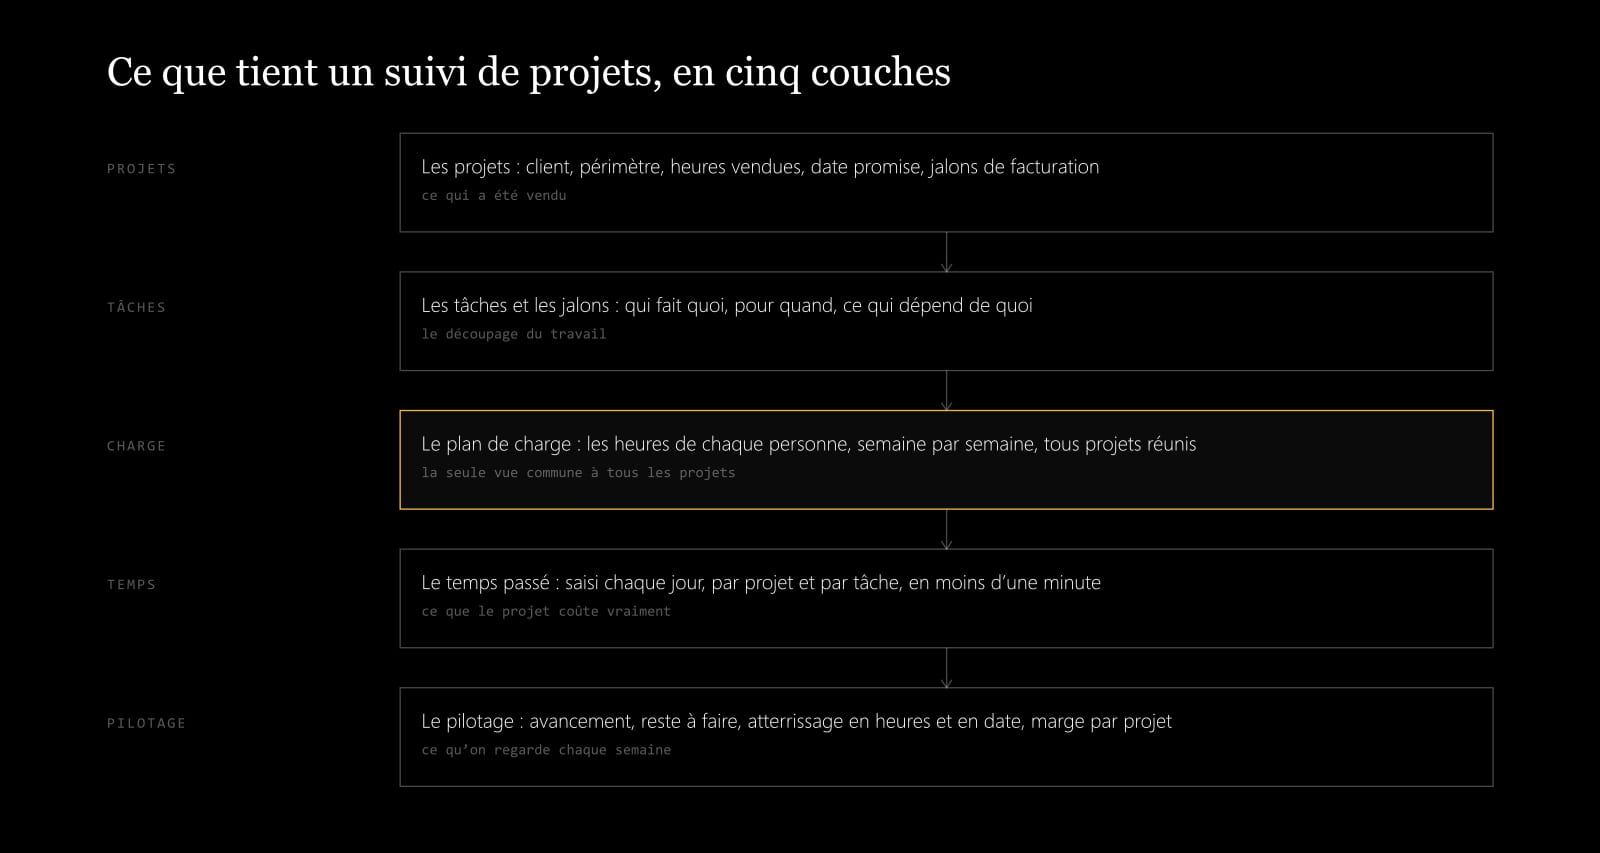 Ce que tient un suivi de projets, en cinq couches
PROJETS
Les projets : client, périmètre, heures vendues, date promise, jalons de facturation
ce qui a été vendu
TÂCHES
Les tâches et les jalons : qui fait quoi, pour quand, ce qui dépend de quoi
le découpage du travail
CHARGE
Le plan de charge : les heures de chaque personne, semaine par semaine, tous projets réunis
la seule vue commune à tous les projets
TEMPS
Le temps passé : saisi chaque jour, par projet et par tâche, en moins d’une minute
ce que le projet coûte vraiment
PILOTAGE
Le pilotage : avancement, reste à faire, atterrissage en heures et en date, marge par projet
ce qu’on regarde chaque semaine